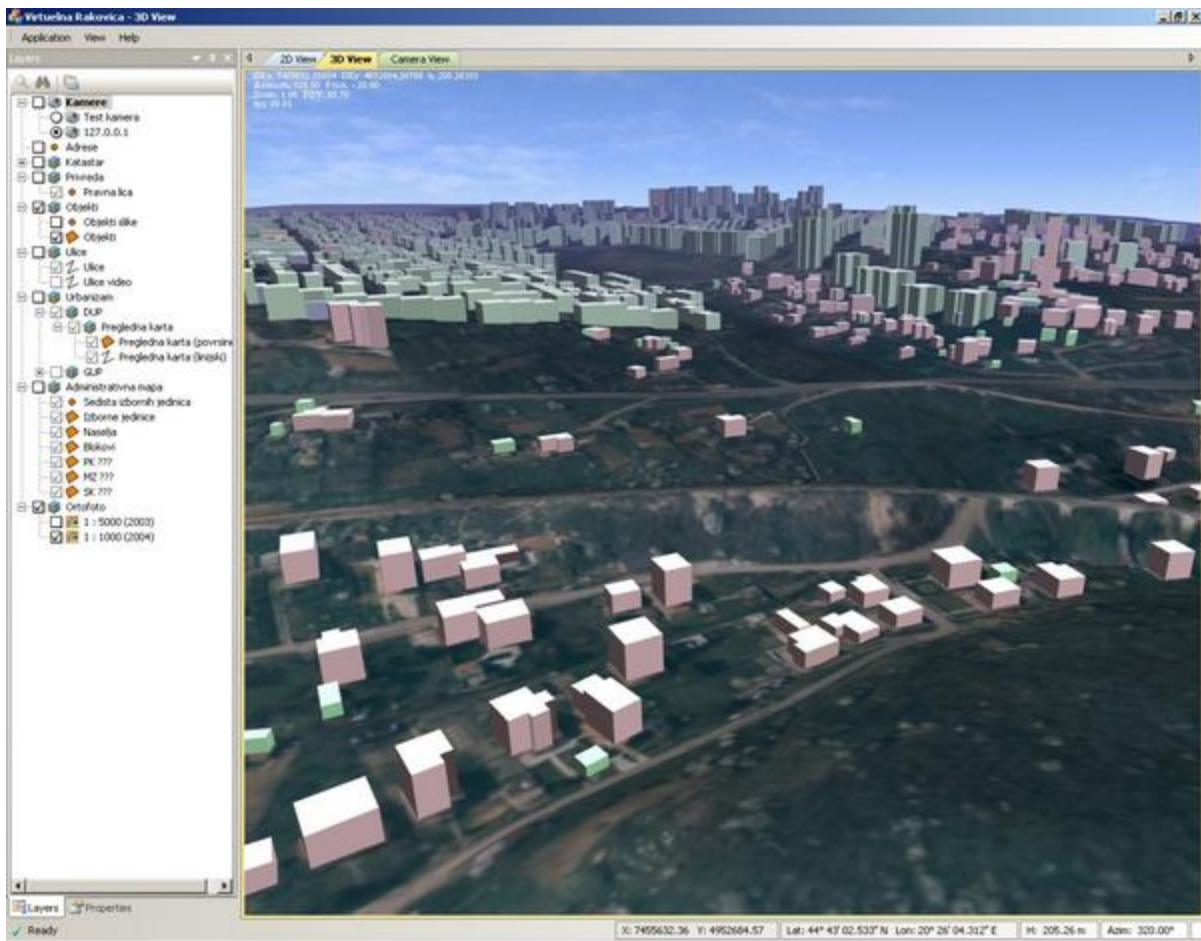 Virtuelna Rakovica - 3D View
Application View Help
Layers
2D View 3D View Camera View
Kamere
Test kamera
127.0.0.1
Adrese
Katastar
Privreda
Pravna lica
Objekti
Objekti slike
Objekti
Ulice
Ulice
Ulice video
Urbanizam
DUP
Pregledna karta
Pregledna karta (povrsine
Pregledna karta (linijski)
GUP
Administrativna mapa
Sedista izbornih jedinica
Izborne jedinice
Naselja
Blokovi
PK ???
MZ ???
SK ???
Ortofoto
1 : 5000 (2003)
1 : 1000 (2004)
Layers Properties
Ready
X: 7455632.36 Y: 4952684.57 Lat: 44° 43' 02.533" N Lon: 20° 26' 04.312" E H: 205.26 m Azim: 320.00°